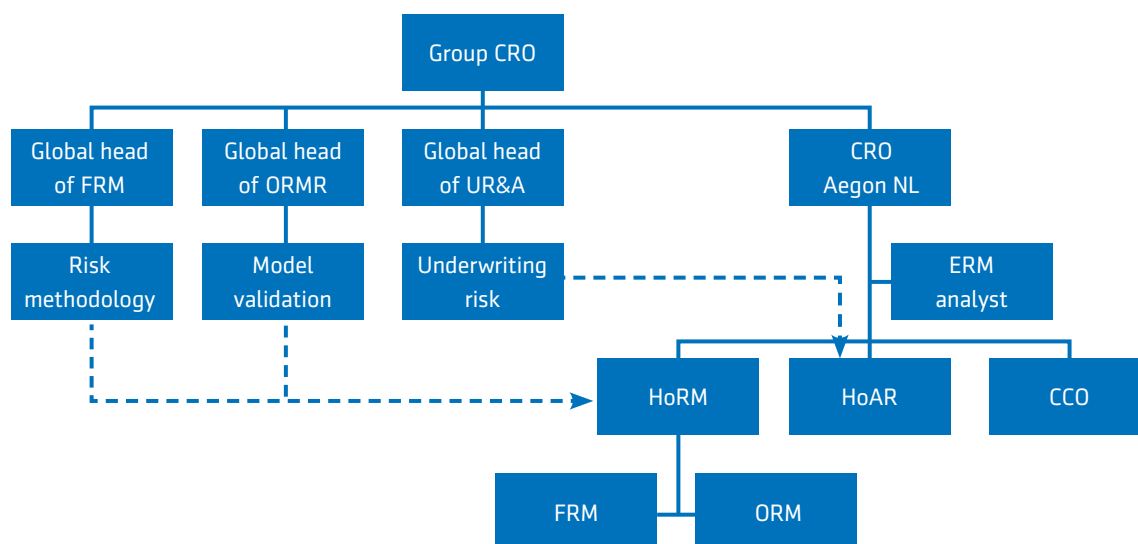 Group CRO
Global head
of FRM
Global head
of ORMR
Global head
of UR&A
CRO
Aegon NL
Risk
methodology
Model
validation
Underwriting
risk
ERM
analyst
HoRM
HoAR
CCO
FRM
ORM